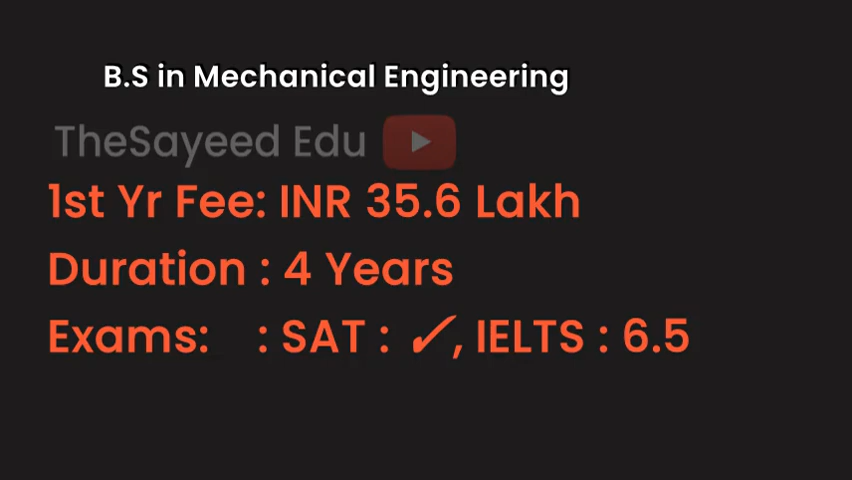 B.S in Mechanical Engineering
TheSayeed Edu
1st Yr Fee: INR 35.6 Lakh
Duration : 4 Years
Exams: : SAT : ✓, IELTS : 6.5